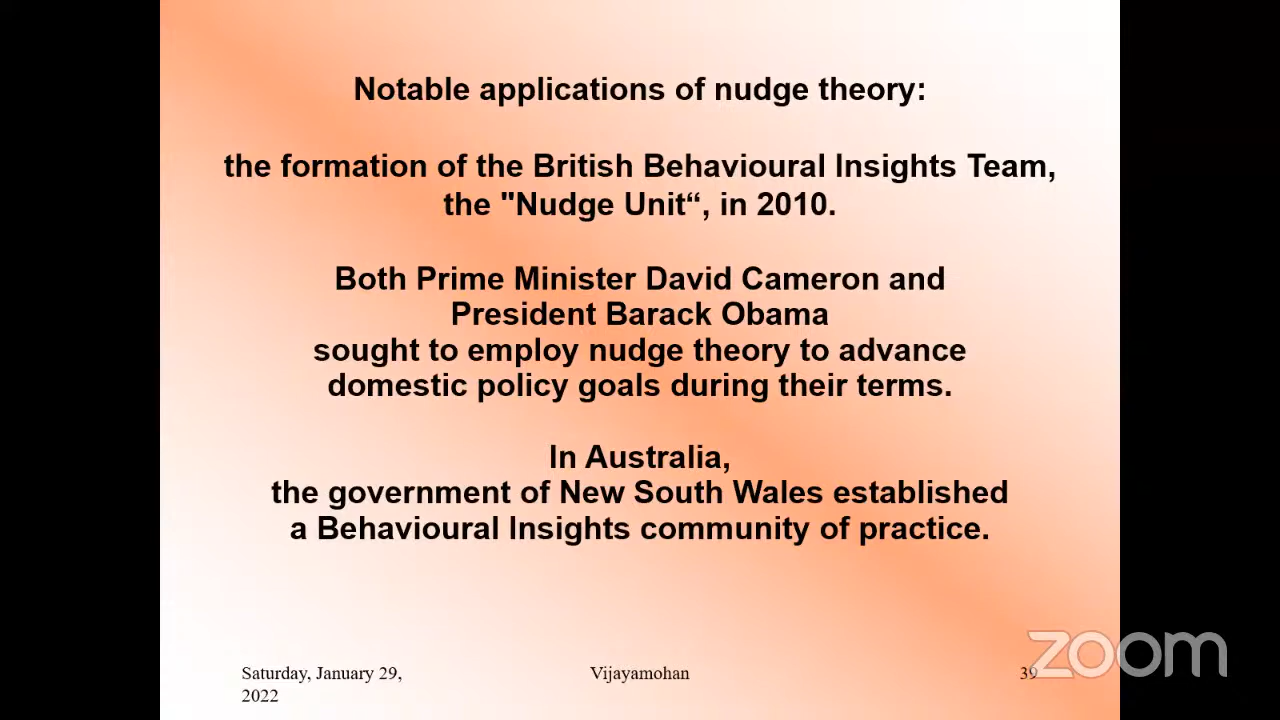 Notable applications of nudge theory:
the formation of the British Behavioural Insights Team,
the "Nudge Unit“, in 2010.
Both Prime Minister David Cameron and
President Barack Obama
sought to employ nudge theory to advance
domestic policy goals during their terms.
In Australia,
the government of New South Wales established
a Behavioural Insights community of practice.
Saturday, January 29,
2022
Vijayamohan
39
zoom